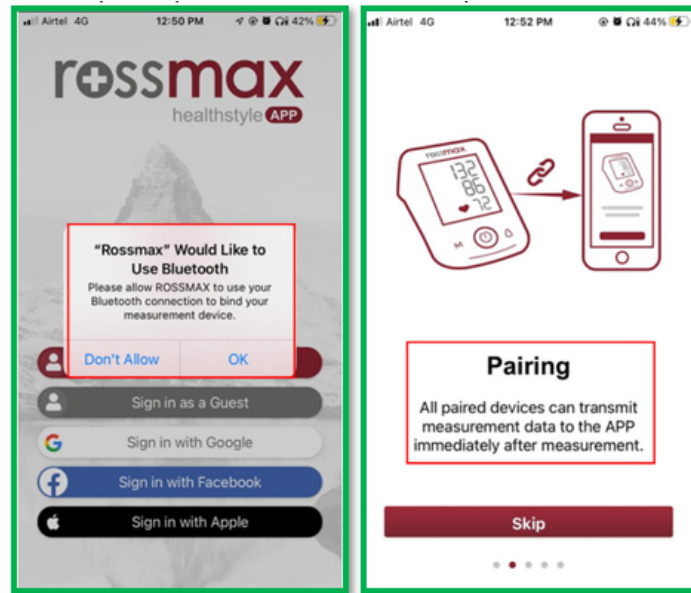 Airtel 4G 12:50 PM 42%
rossmax
healthstyle APP
"Rossmax" Would Like to
Use Bluetooth
Please allow ROSSMAX to use your
Bluetooth connection to bind your
measurement device.
Don't Allow OK
Sign in as a Guest
Sign in with Google
Sign in with Facebook
Sign in with Apple
Airtel 4G 12:52 PM 44%
rossmax
132
86
72
M
Pairing
All paired devices can transmit
measurement data to the APP
immediately after measurement.
Skip